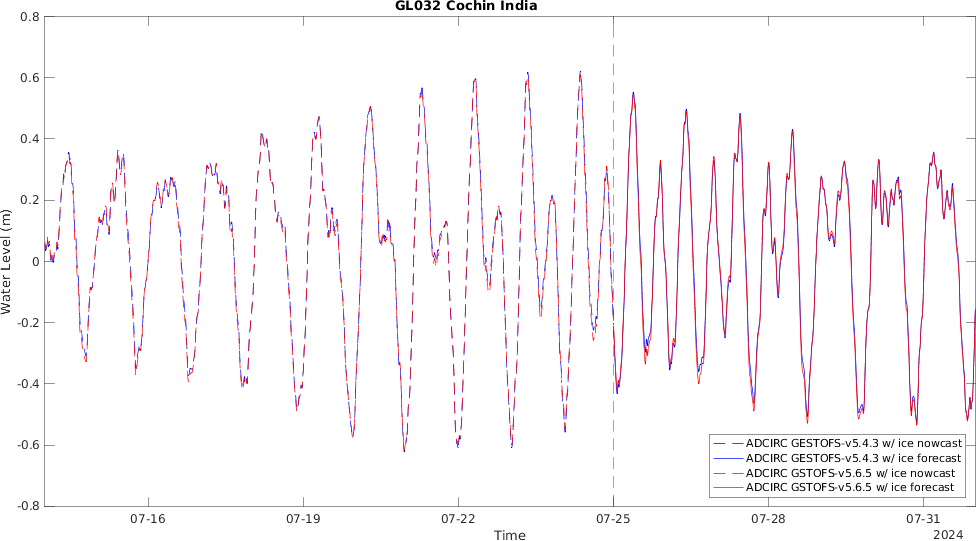 GL032 Cochin India
0.8
0.6
0.4
0.2
0
-0.2
-0.4
-0.6
-0.8
Water Level (m)
07-16
07-19
07-22
07-25
07-28
07-31
Time
2024
ADCIRC GESTOFS-v5.4.3 w/ ice nowcast
ADCIRC GESTOFS-v5.4.3 w/ ice forecast
ADCIRC GSTOFS-v5.6.5 w/ ice nowcast
ADCIRC GSTOFS-v5.6.5 w/ ice forecast